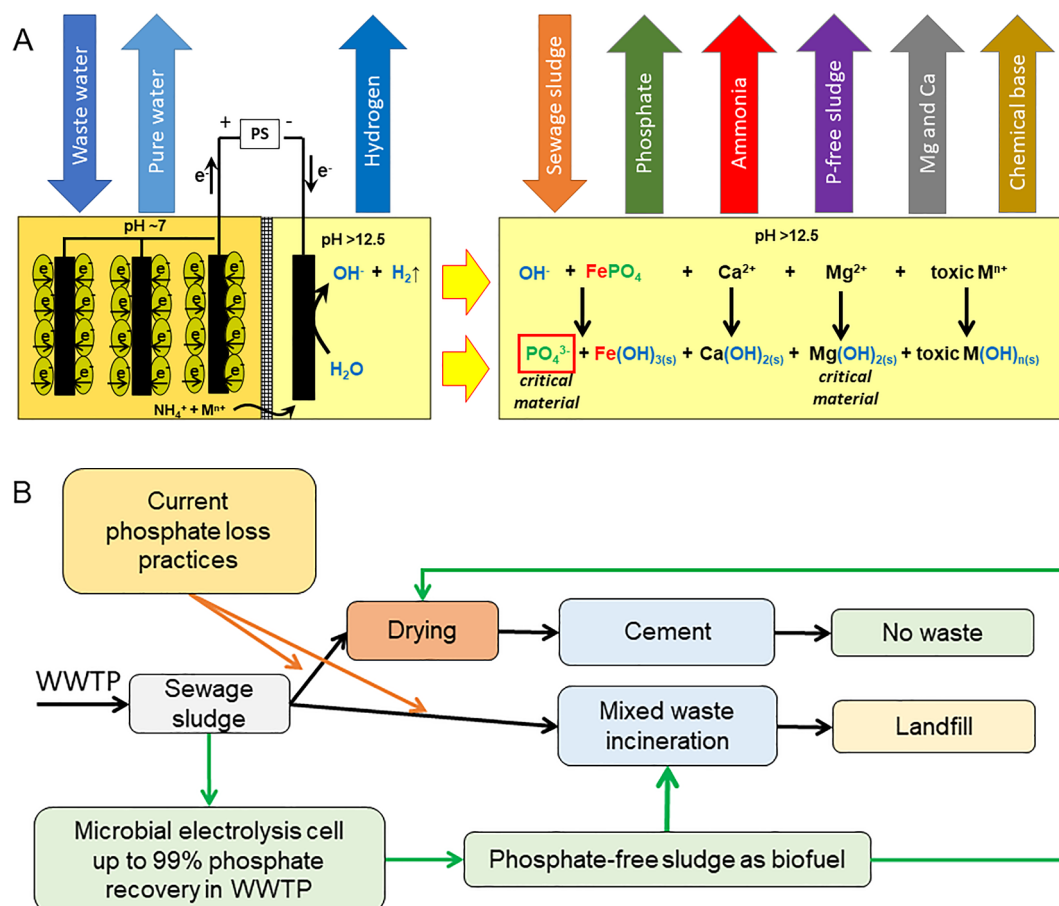 A
Waste water
Pure water
Hydrogen
Sewage sludge
Phosphate
Ammonia
P-free sludge
Mg and Ca
Chemical base
+ PS -
e⁻ e⁻
pH ~7
pH >12.5
e⁻ e⁻ e⁻ e⁻ e⁻ e⁻
e⁻ e⁻ e⁻ e⁻ e⁻ e⁻
e⁻ e⁻ e⁻ e⁻ e⁻ e⁻
e⁻ e⁻ e⁻ e⁻ e⁻ e⁻
OH⁻ + H₂↑
H₂O
NH₄⁺ + Mⁿ⁺
pH >12.5
OH⁻ + FePO₄ + Ca²⁺ + Mg²⁺ + toxic Mⁿ⁺
PO₄³⁻ + Fe(OH)₃₍ₛ₎ + Ca(OH)₂₍ₛ₎ + Mg(OH)₂₍ₛ₎ + toxic M(OH)ₙ₍ₛ₎
critical
material
critical
material
B
Current
phosphate loss
practices
Drying
Cement
No waste
WWTP
Sewage
sludge
Mixed waste
incineration
Landfill
Microbial electrolysis cell
up to 99% phosphate
recovery in WWTP
Phosphate-free sludge as biofuel